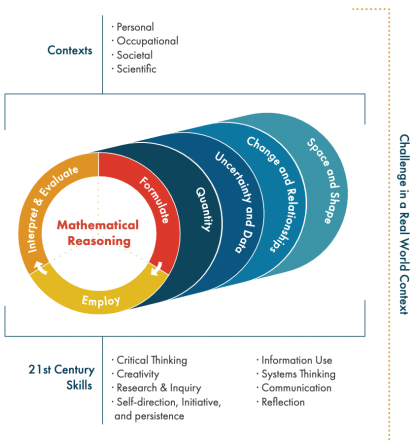 Contexts
· Personal
· Occupational
· Societal
· Scientific
Challenge in a Real World Context
Interpret & Evaluate
Formulate
Employ
Mathematical
Reasoning
Quantity
Uncertainty and Data
Change and Relationships
Space and Shape
21st Century
Skills
· Critical Thinking
· Creativity
· Research & Inquiry
· Self-direction, Initiative,
and persistence
· Information Use
· Systems Thinking
· Communication
· Reflection